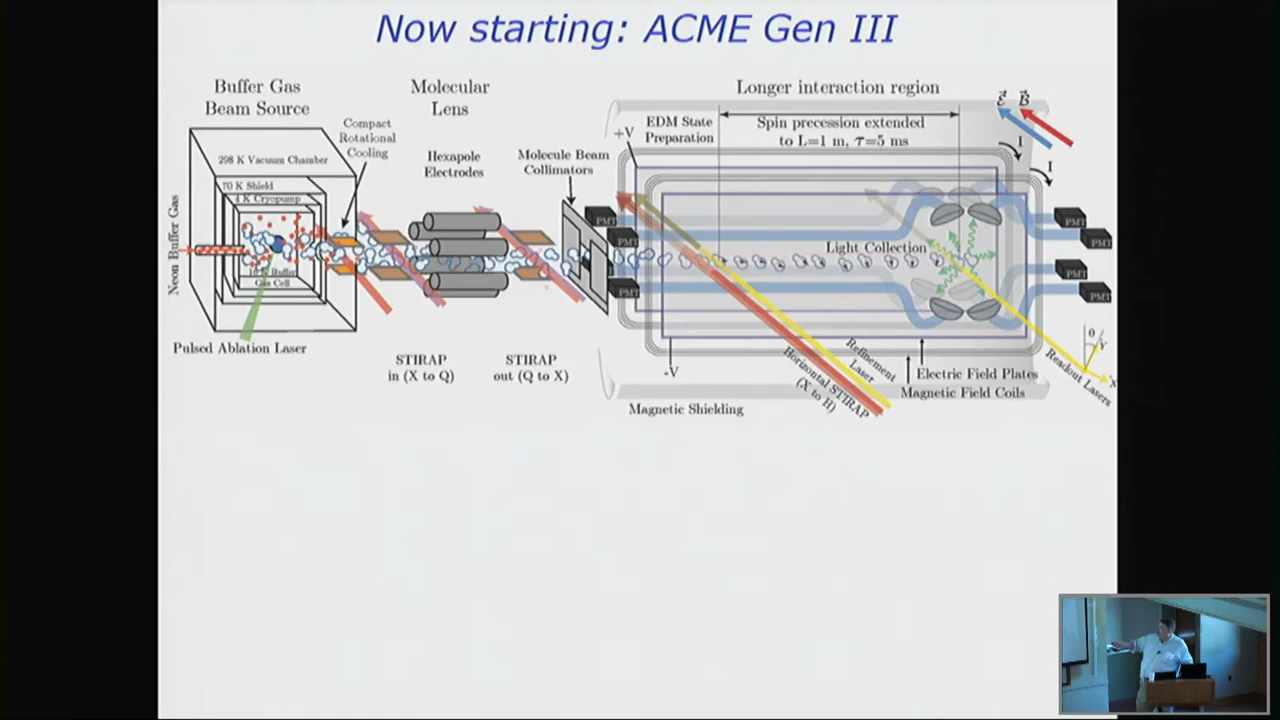 Now starting: ACME Gen III
Buffer Gas
Beam Source
Molecular
Lens
Longer interaction region
Compact
Rotational
Cooling
298 K Vacuum Chamber
70 K Shield
4 K Cryopump
Neon Buffer Gas
Gas Cell
Pulsed Ablation Laser
Hexapole
Electrodes
Molecule Beam
Collimators
STIRAP
in (X to Q)
STIRAP
out (Q to X)
+V
EDM State
Preparation
Spin precession extended
to L=1 m, τ=5 ms
ℰ⃗ B⃗
I
I
PMT
PMT
PMT
PMT
PMT
PMT
PMT
Light Collection
-V
Refinement
Laser
Horizontal STIRAP
(X to H)
Electric Field Plates
Magnetic Field Coils
Readout Lasers
θ
Magnetic Shielding